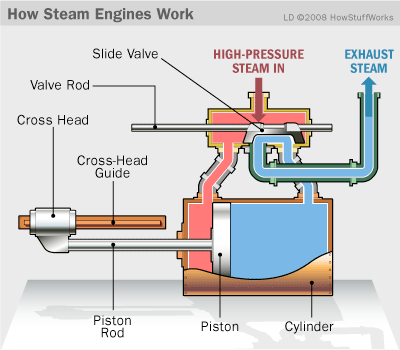 How Steam Engines Work
LD ©2008 HowStuffWorks
Slide Valve
HIGH-PRESSURE
STEAM IN
EXHAUST
STEAM
Valve Rod
Cross Head
Cross-Head
Guide
Piston
Rod
Piston
Cylinder